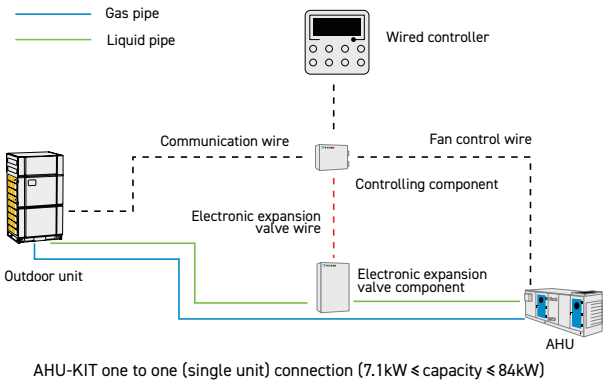 Gas pipe
Liquid pipe
Wired controller
Communication wire
Fan control wire
Controlling component
Electronic expansion
valve wire
Outdoor unit
Electronic expansion
valve component
AHU
AHU-KIT one to one (single unit) connection (7.1kW ⩽ capacity ⩽ 84kW)